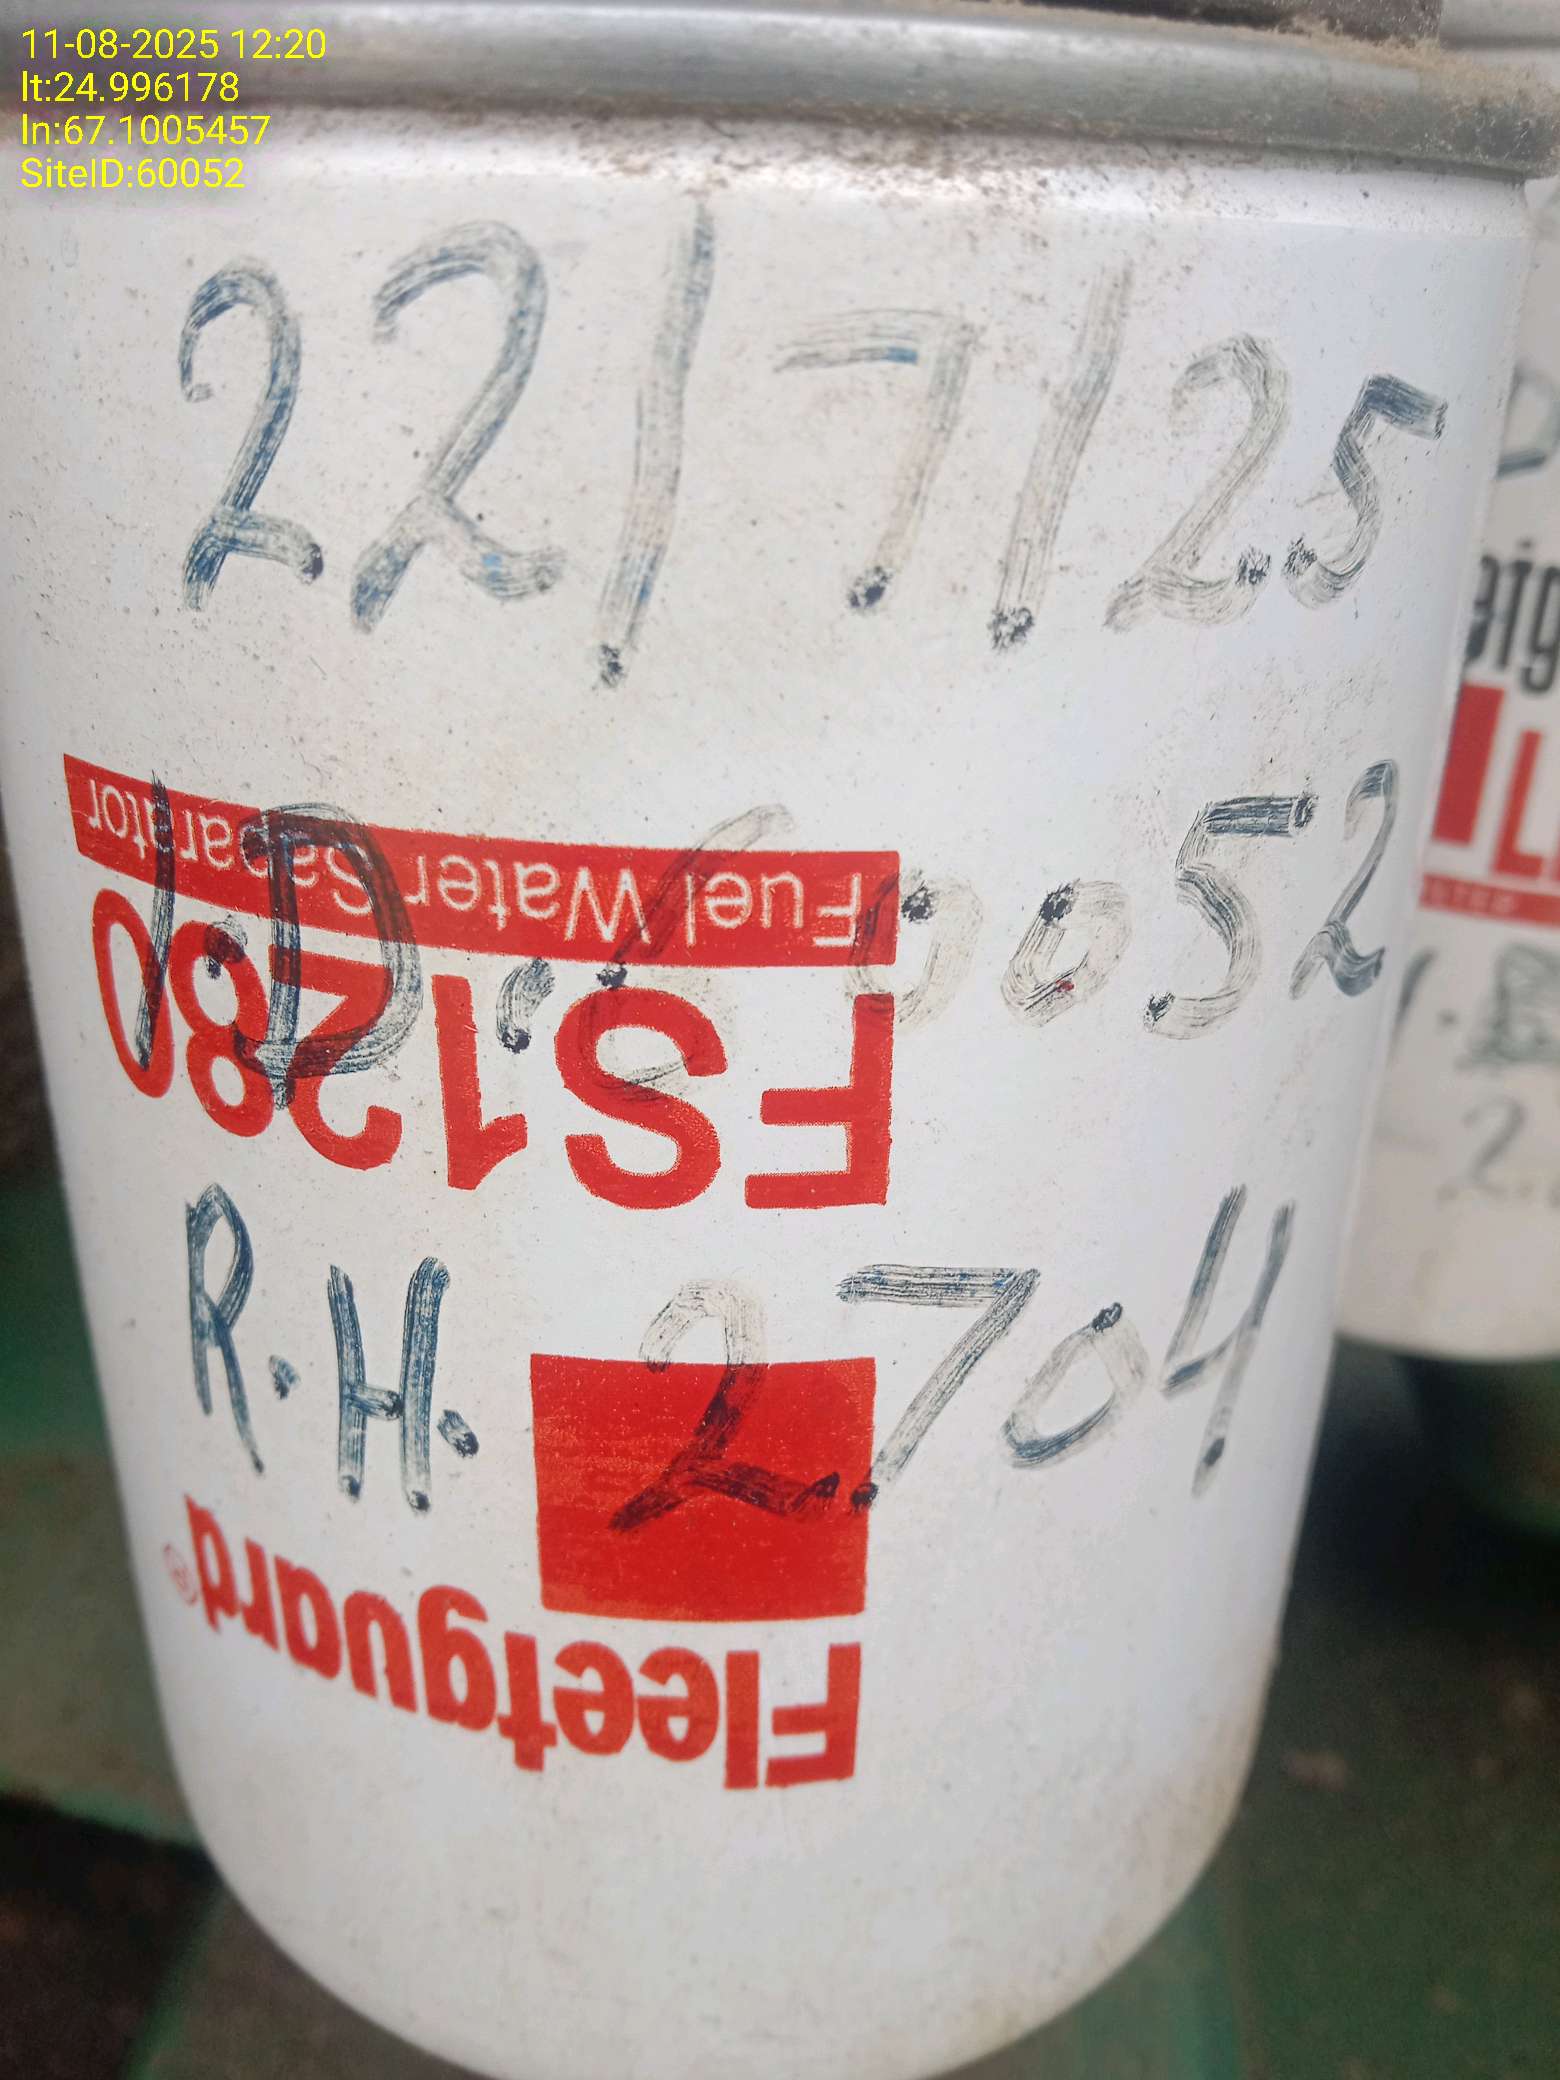 11-08-2025 12:20
lt:24.996178
ln:67.1005457
SiteID:60052
22/7/25
Fuel Water Separator
ID. 60052
FS1280
R.H. 2704
Fleetguard®